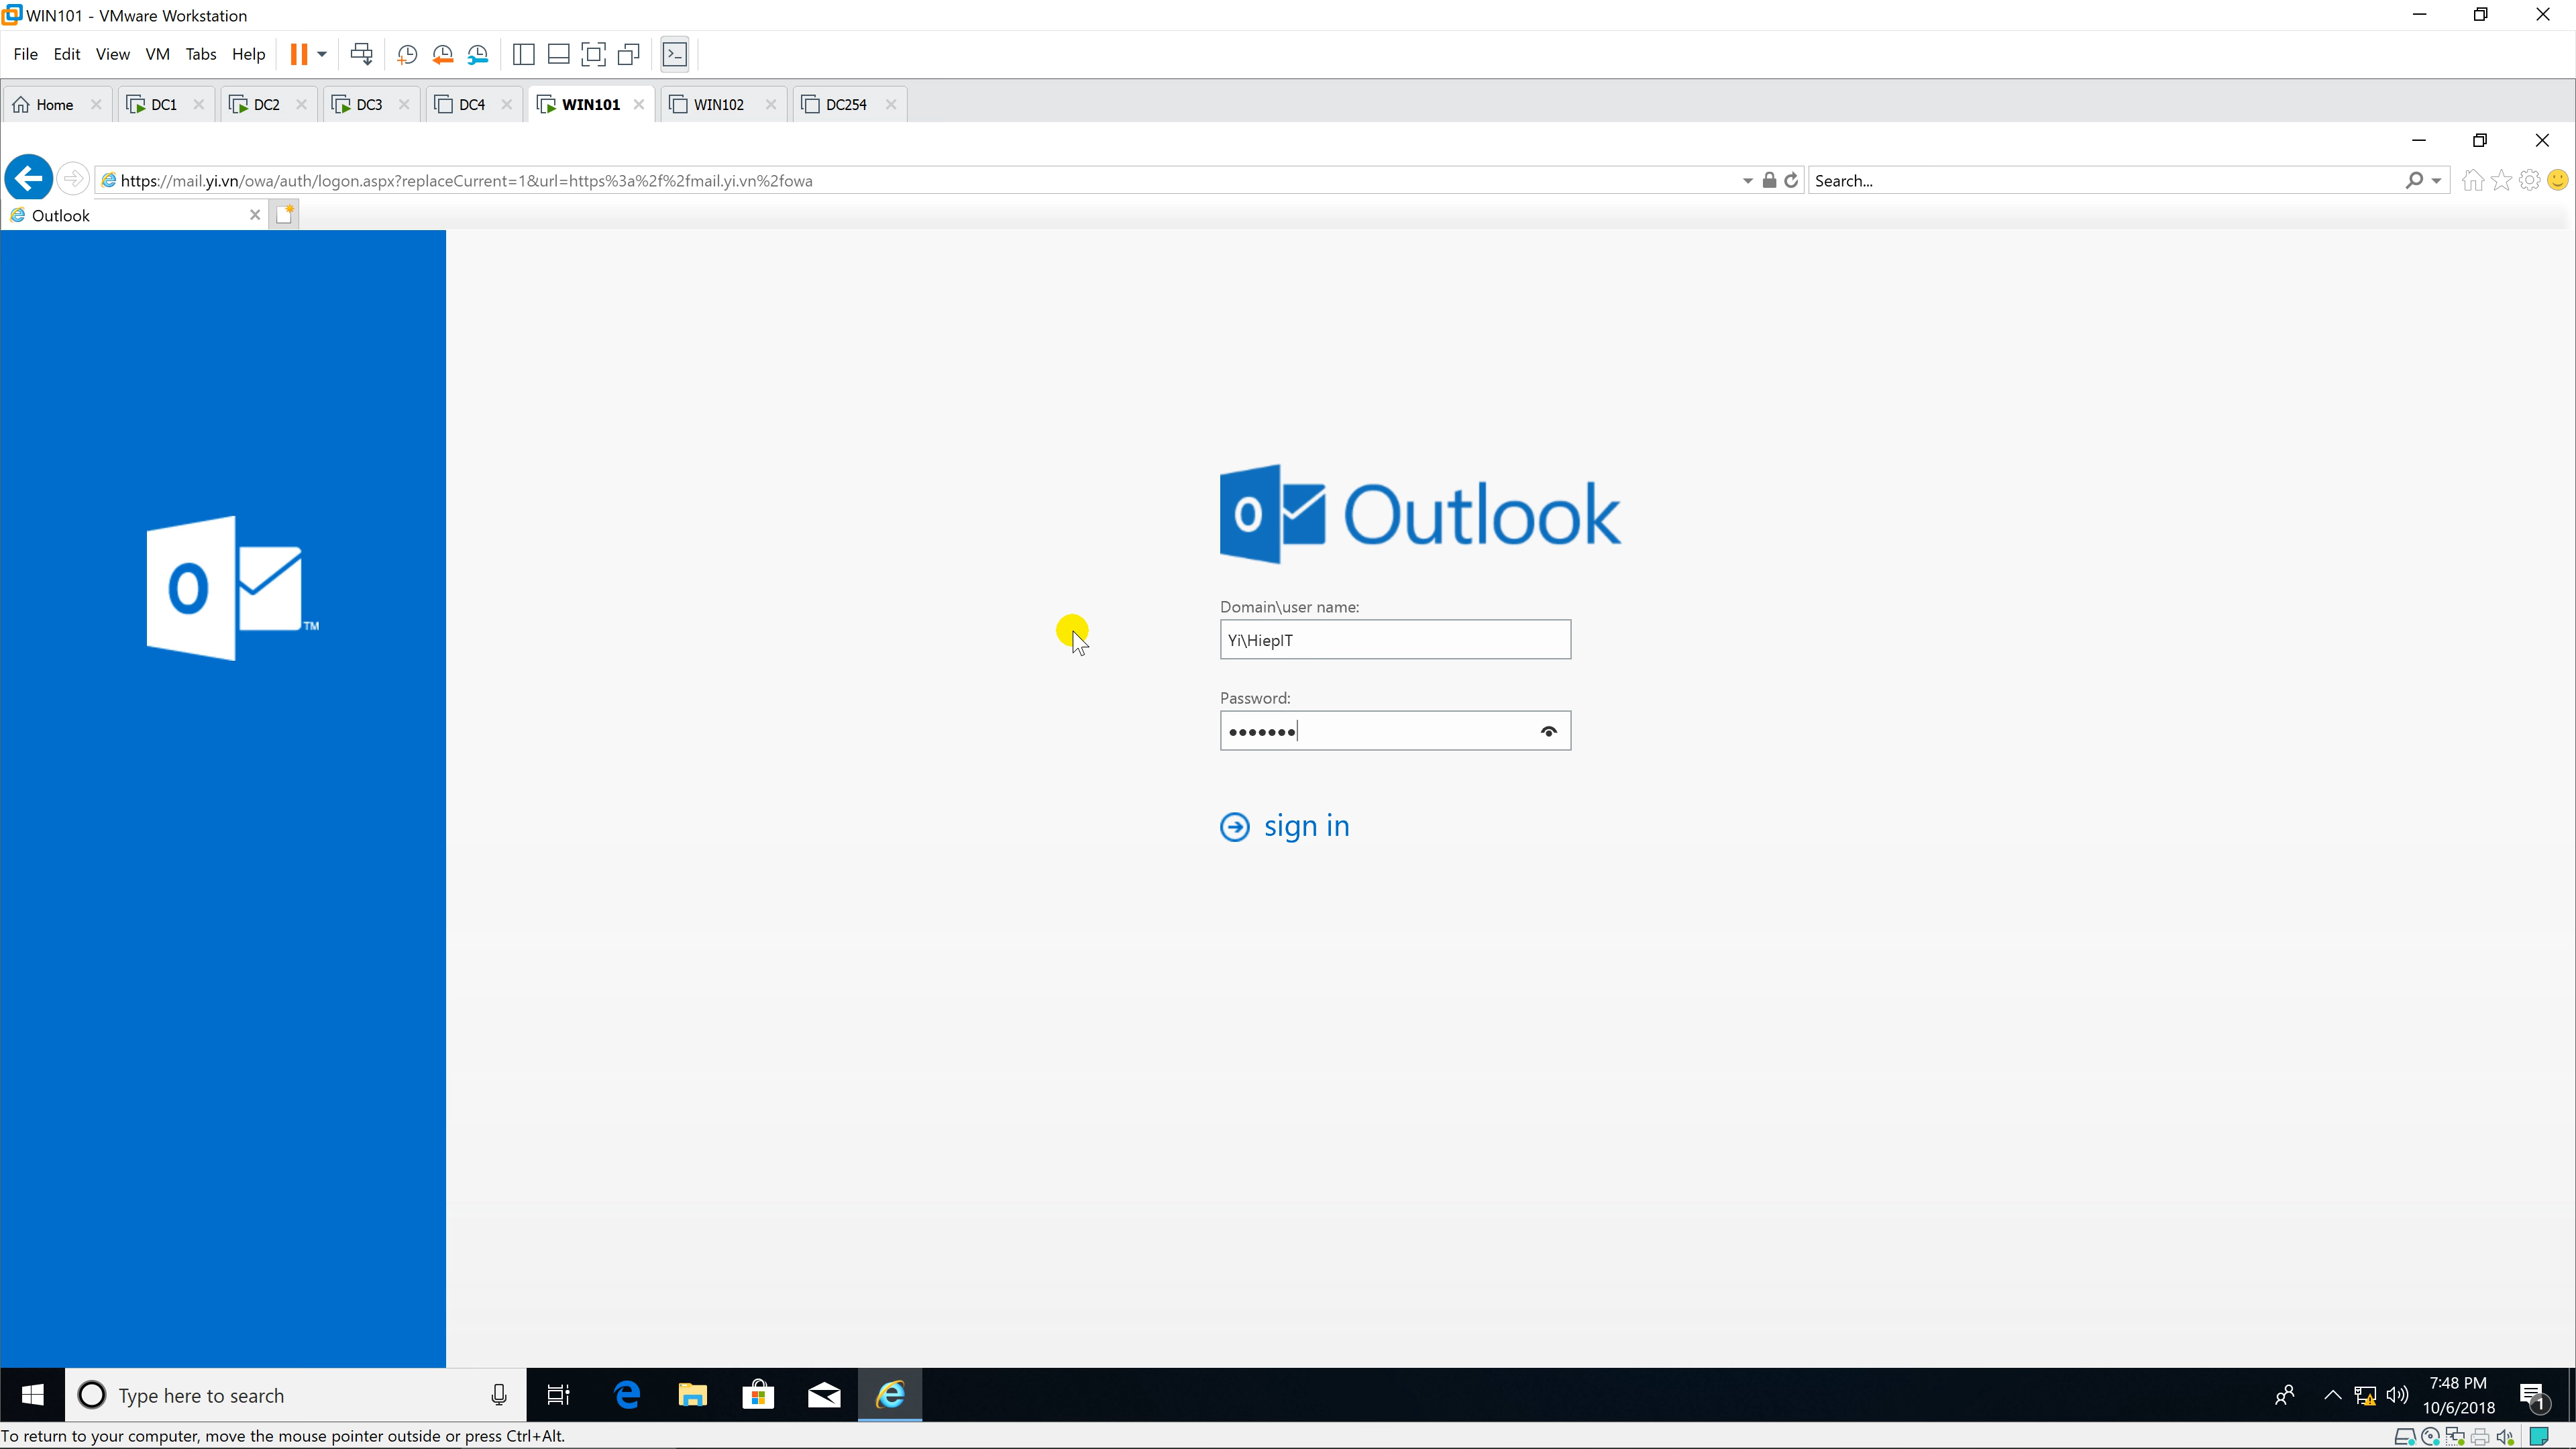 WIN101 - VMware Workstation
File Edit View VM Tabs Help
Home DC1 DC2 DC3 DC4 WIN101 WIN102 DC254
https://mail.yi.vn/owa/auth/logon.aspx?replaceCurrent=1&url=https%3a%2f%2fmail.yi.vn%2fowa Search...
Outlook
O
TM
O Outlook
Domain\user name:
Yi\HiepIT
Password:
sign in
Type here to search
7:48 PM
10/6/2018
1
To return to your computer, move the mouse pointer outside or press Ctrl+Alt.